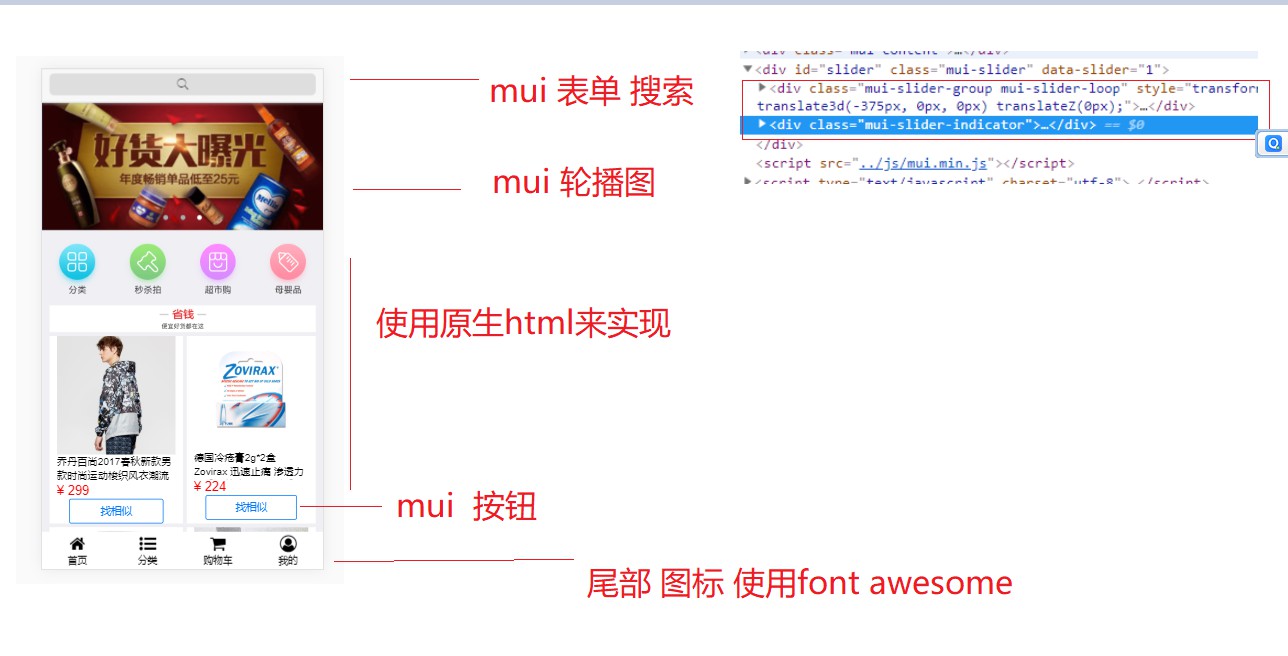 mui 表单 搜索
好货大曝光
年度畅销单品低至25元
mui 轮播图
分类
秒杀拍
超市购
母婴品
省钱
便宜好货都在这
使用原生html来实现
ZOVIRAX
乔丹百尚2017春秋新款男
款时尚运动梭织风衣潮流
¥ 299
找相似
德国冷疮膏2g*2盒
Zovirax 迅速止痛 渗透力
¥ 224
找相似
mui 按钮
首页
分类
购物车
我的
尾部 图标 使用font awesome
<div class="mui-content">…</div>
▼<div id="slider" class="mui-slider" data-slider="1">
▶<div class="mui-slider-group mui-slider-loop" style="transform
translate3d(-375px, 0px, 0px) translateZ(0px);">…</div>
▶<div class="mui-slider-indicator">…</div> == $0
</div>
<script src="../js/mui.min.js"></script>
▶<script type="text/javascript" charset="utf-8">…</script>